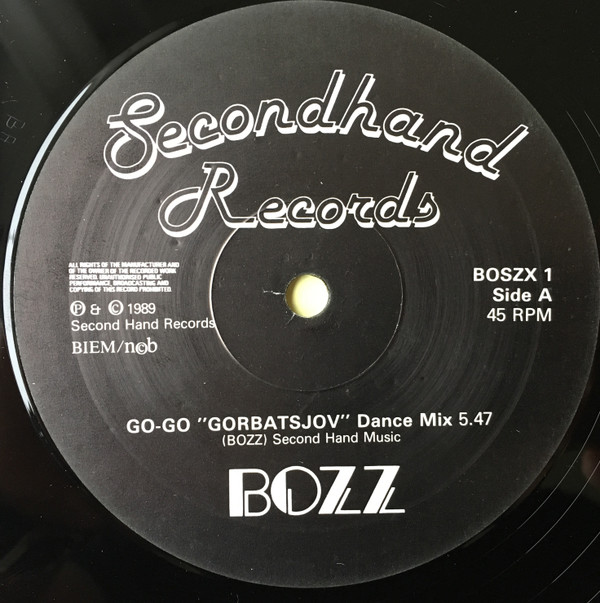 Secondhand
Records
ALL RIGHTS OF THE MANUFACTURER AND
OF THE OWNER OF THE RECORDED WORK
RESERVED. UNAUTHORISED PUBLIC
PERFORMANCE, BROADCASTING AND
COPYING OF THIS RECORD PROHIBITED.
Ⓟ & © 1989
Second Hand Records
BIEM/n©b
BOSZX 1
Side A
45 RPM
GO-GO "GORBATSJOV" Dance Mix 5.47
(BOZZ) Second Hand Music
BOZZ